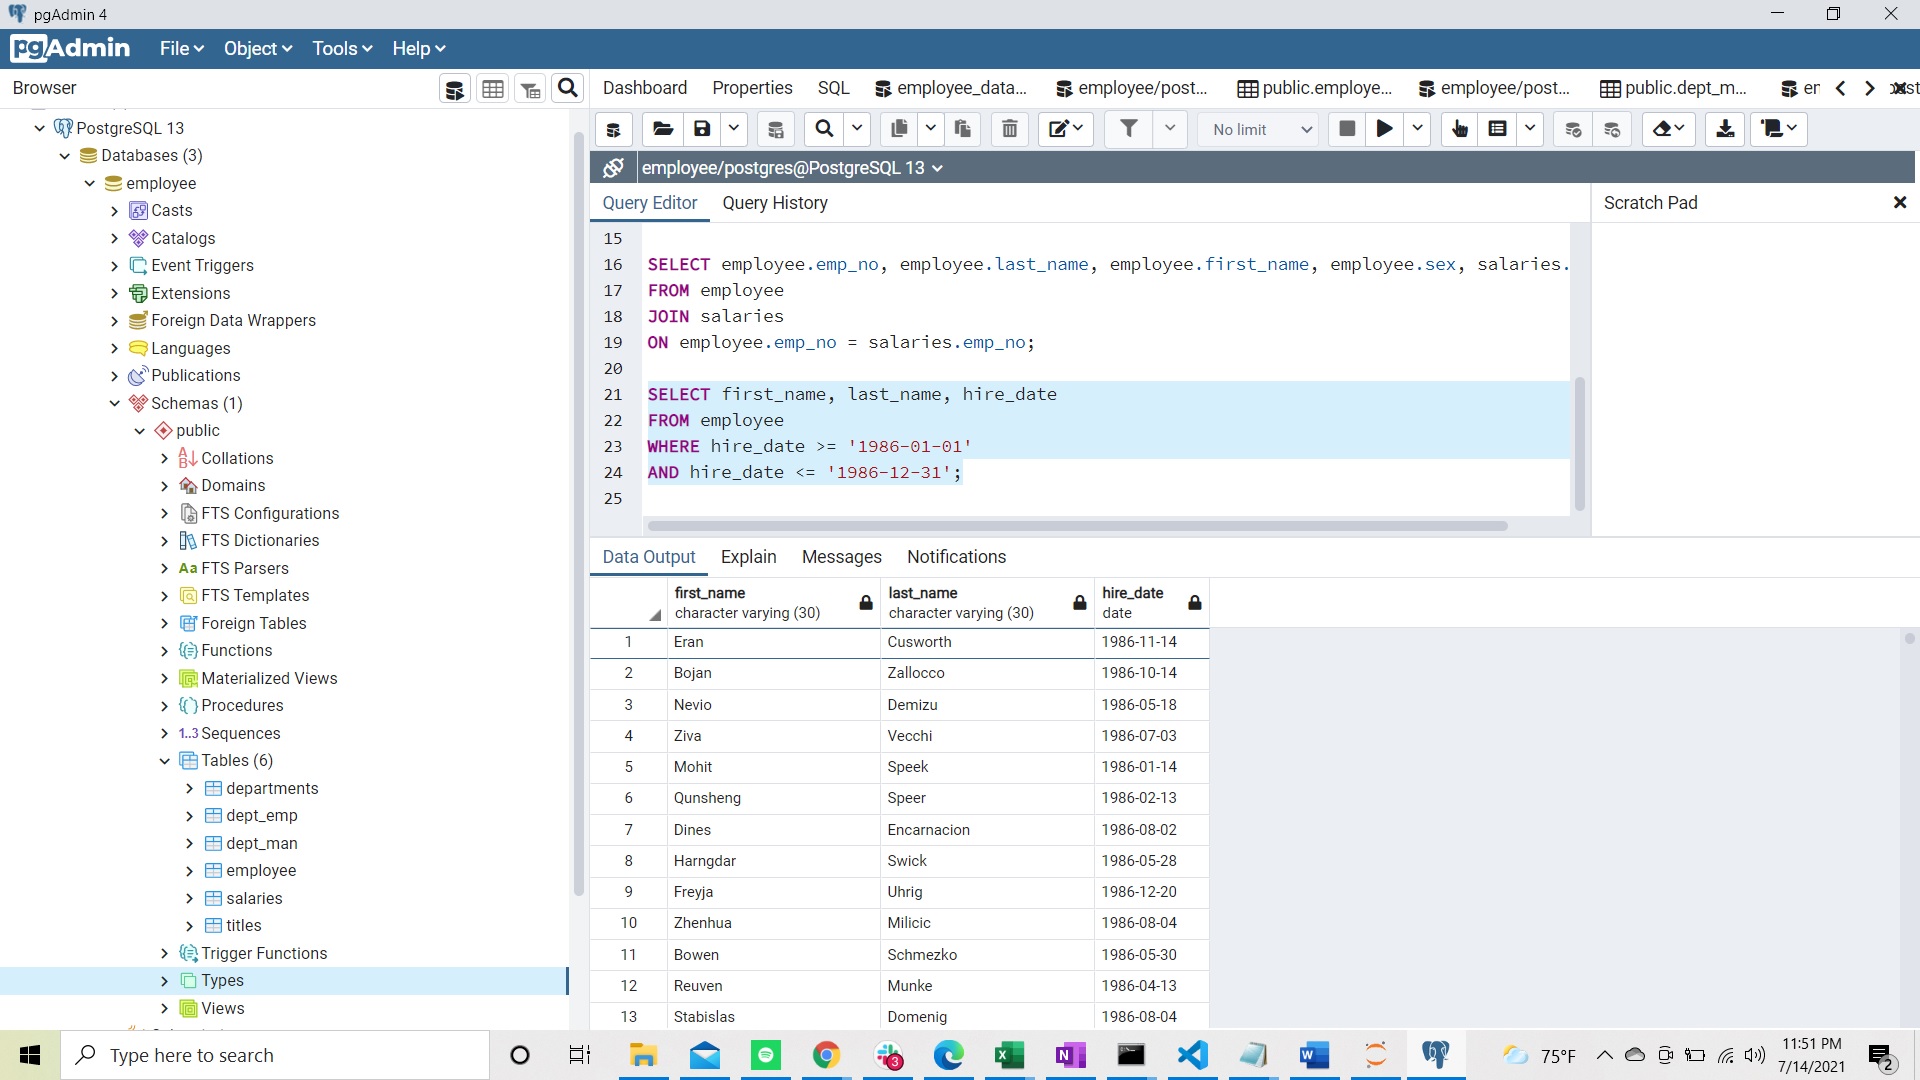 pgAdmin 4
pgAdmin File Object Tools Help
Browser
Dashboard Properties SQL employee_data... employee/post... public.employe... employee/post... public.dept_m... er
No limit
employee/postgres@PostgreSQL 13
Query Editor Query History
Scratch Pad
PostgreSQL 13
Databases (3)
employee
Casts
Catalogs
Event Triggers
Extensions
Foreign Data Wrappers
Languages
Publications
Schemas (1)
public
Collations
Domains
FTS Configurations
FTS Dictionaries
Aa FTS Parsers
FTS Templates
Foreign Tables
Functions
Materialized Views
Procedures
1..3 Sequences
Tables (6)
departments
dept_emp
dept_man
employee
salaries
titles
Trigger Functions
Types
Views
15
16 SELECT employee.emp_no, employee.last_name, employee.first_name, employee.sex, salaries.
17 FROM employee
18 JOIN salaries
19 ON employee.emp_no = salaries.emp_no;
20
21 SELECT first_name, last_name, hire_date
22 FROM employee
23 WHERE hire_date >= '1986-01-01'
24 AND hire_date <= '1986-12-31';
25
Data Output Explain Messages Notifications
first_name last_name hire_date
character varying (30) character varying (30) date
1 Eran Cusworth 1986-11-14
2 Bojan Zallocco 1986-10-14
3 Nevio Demizu 1986-05-18
4 Ziva Vecchi 1986-07-03
5 Mohit Speek 1986-01-14
6 Qunsheng Speer 1986-02-13
7 Dines Encarnacion 1986-08-02
8 Harngdar Swick 1986-05-28
9 Freyja Uhrig 1986-12-20
10 Zhenhua Milicic 1986-08-04
11 Bowen Schmezko 1986-05-30
12 Reuven Munke 1986-04-13
13 Stabislas Domenig 1986-08-04
Type here to search
3
75°F
11:51 PM
7/14/2021
2